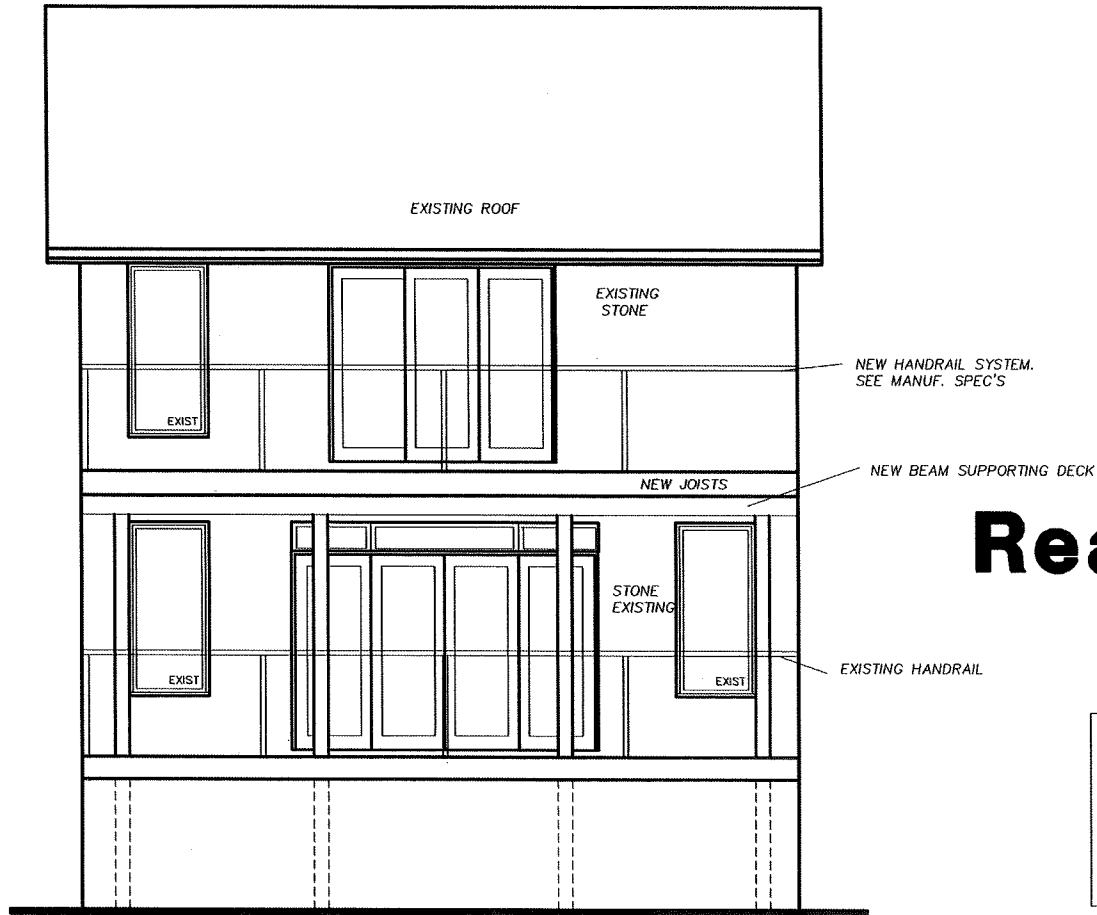 EXISTING ROOF
EXISTING
STONE
NEW HANDRAIL SYSTEM.
SEE MANUF. SPEC'S
EXIST
NEW JOISTS
NEW BEAM SUPPORTING DECK
Rea
STONE
EXISTING
EXISTING HANDRAIL
EXIST
EXIST